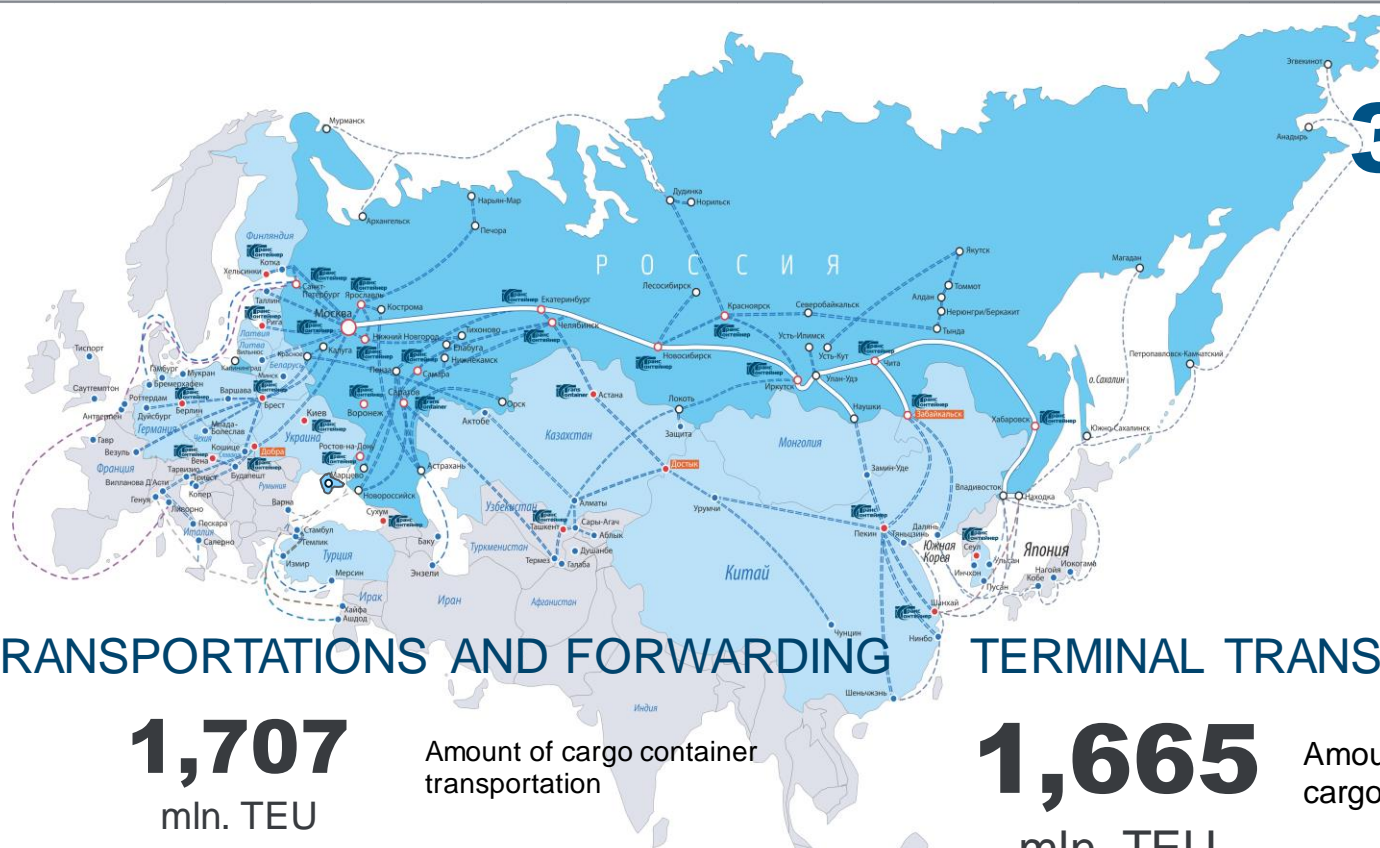 Эгвекинот
3
Анадырь
Мурманск
Дудинка
Норильск
Нарьян-Мар
Архангельск
Печора
Финляндия
Котка
Хельсинки
Якутск
РОССИЯ
Магадан
Санкт-
Петербург
Ярославль
Лесосибирск
Томмот
Таллин
Кострома
Екатеринбург
Красноярск
Северобайкальск
Алдан
Нерюнгри/Беркакит
Москва
Рига
Челябинск
Тында
Латвия
Нижний Новгород
Тихоново
Усть-Илимск
Литва
Вильнюс
Калуга
Елабуга
Новосибирск
Усть-Кут
Петропавловск-Камчатский
Тиспорт
Гамбург
Мукран
Беларусь
Нижнекамск
Чита
Бремерхафен
Минск
Пенза
Самара
Иркутск
Улан-Удэ
о.Сахалин
Саутгемптон
Роттердам
Варшава
Берлин
Брест
Саратов
Орск
Астана
Локоть
Наушки
Забайкальск
Хабаровск
Антверпен
Дуйсбург
Киев
Воронеж
Актобе
Южно-Сахалинск
Германия
Млада-
Болеслав
Чехия
Украина
Казахстан
Защита
Монголия
Гавр
Кошице
Ростов-на-Дону
Везуль
Вена
Добра
Достык
Замын-Уде
Франция
Тарвизио
Будапешт
Марцево
Астрахань
Вилланова Д'Асти
Триест
Румыния
Владивосток
Находка
Генуя
Копер
Варна
Новороссийск
Узбекистан
Алматы
Урумчи
Ливорно
Сухум
Ташкент
Сары-Агач
Далянь
Пескара
Стамбул
Аблык
Пекин
Тяньцзинь
Италия
Салерно
Темлик
Баку
Туркменистан
Душанбе
Южная
Корея
Сеул
Япония
Турция
Ульсан
Иокогама
Измир
Термез
Галаба
Инчхон
Нагойя
Мерсин
Энзели
Китай
Пусан
Кобе
Ирак
Иран
Афганистан
Хайфа
Шанхай
Ашдод
Чунцин
Нинбо
RANSPORTATIONS AND FORWARDING
TERMINAL TRANS
Шеньчжэнь
Индия
1,707
mln. TEU
Amount of cargo container
transportation
1,665
mln. TEU
Amou
cargo